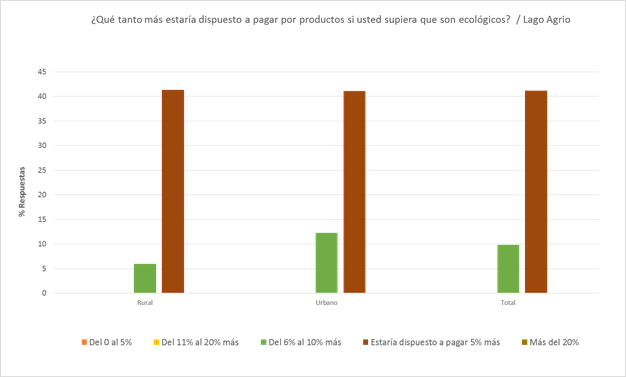 ¿Qué tanto más estaría dispuesto a pagar por productos si usted supiera que son ecológicos? / Lago Agrio
45
40
35
30
25
20
15
10
5
0
% Respuestas
Rural Urbano Total
Del 0 al 5% Del 11% al 20% más Del 6% al 10% más Estaría dispuesto a pagar 5% más Más del 20%